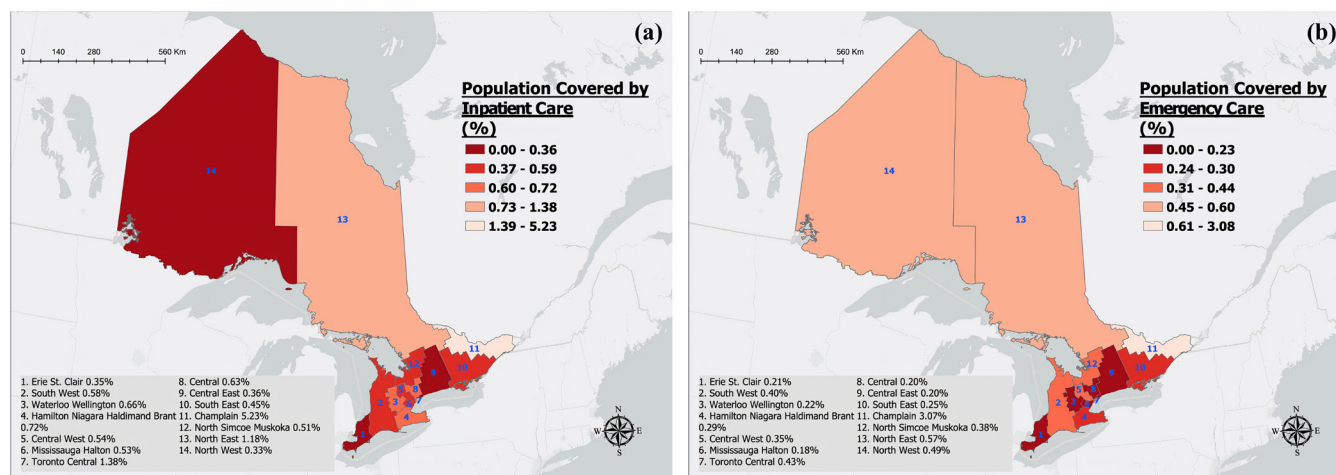 (a)
0 140 280 560 Km
Population Covered by
Inpatient Care
(%)
0.00 - 0.36
0.37 - 0.59
0.60 - 0.72
0.73 - 1.38
1.39 - 5.23
14
13
11
12
10
9
5
8
2
3
6
7
4
1
1. Erie St. Clair 0.35%
2. South West 0.58%
3. Waterloo Wellington 0.66%
4. Hamilton Niagara Haldimand Brant
0.72%
5. Central West 0.54%
6. Mississauga Halton 0.53%
7. Toronto Central 1.38%
8. Central 0.63%
9. Central East 0.36%
10. South East 0.45%
11. Champlain 5.23%
12. North Simcoe Muskoka 0.51%
13. North East 1.18%
14. North West 0.33%
N
W E
S
(b)
0 140 280 560 Km
Population Covered by
Emergency Care
(%)
0.00 - 0.23
0.24 - 0.30
0.31 - 0.44
0.45 - 0.60
0.61 - 3.08
14
13
11
12
10
9
5
8
2
3
6
7
4
1
1. Erie St. Clair 0.21%
2. South West 0.40%
3. Waterloo Wellington 0.22%
4. Hamilton Niagara Haldimand Brant
0.29%
5. Central West 0.35%
6. Mississauga Halton 0.18%
7. Toronto Central 0.43%
8. Central 0.20%
9. Central East 0.20%
10. South East 0.25%
11. Champlain 3.07%
12. North Simcoe Muskoka 0.38%
13. North East 0.57%
14. North West 0.49%
N
W E
S